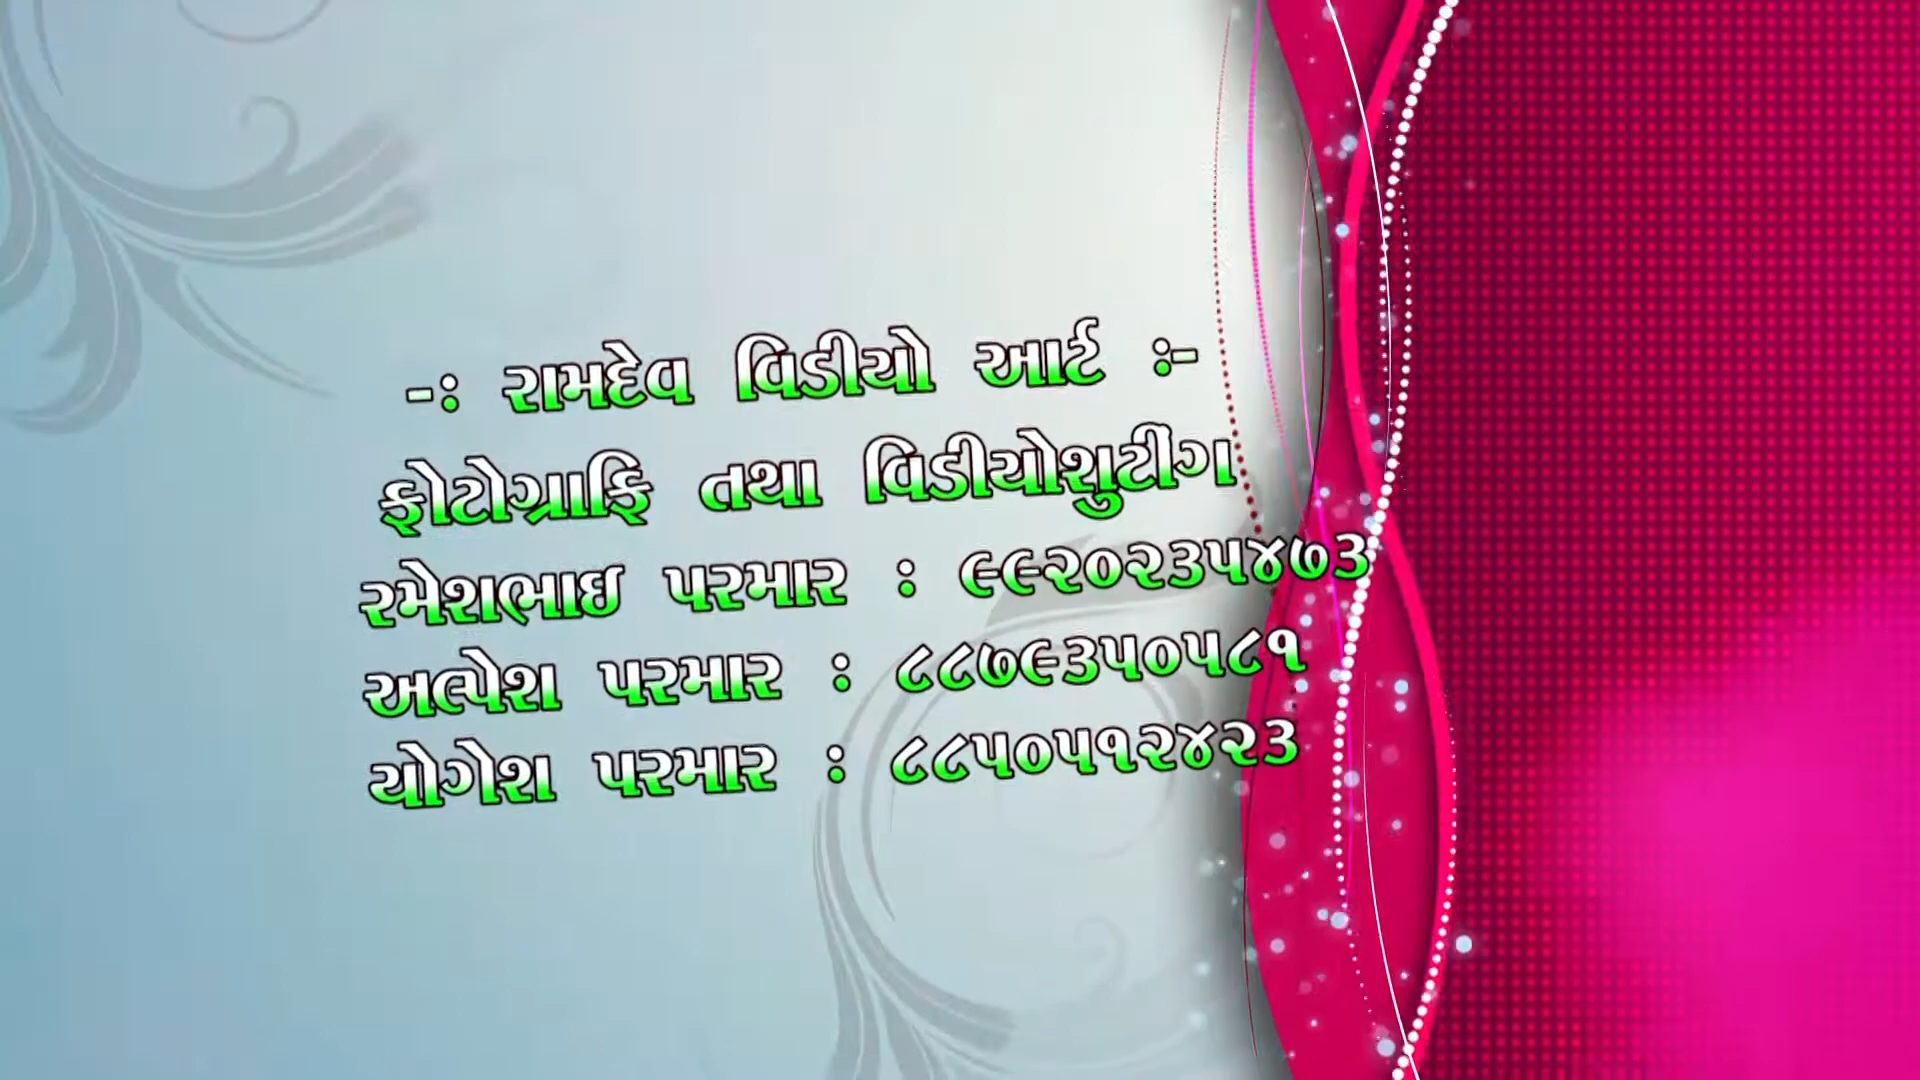 -: રામદેવ વિડીયો આર્ટ :-
ફોટોગ્રાફિ તથા વિડીયોશુટીંગ
રમેશભાઇ પરમાર : ૯૯૨૦૨૩૫૪૭૩
અલ્પેશ પરમાર : ૮૮૭૯૩૫૦૫૮૧
યોગેશ પરમાર : ૮૮૫૦૫૧૨૪૨૩